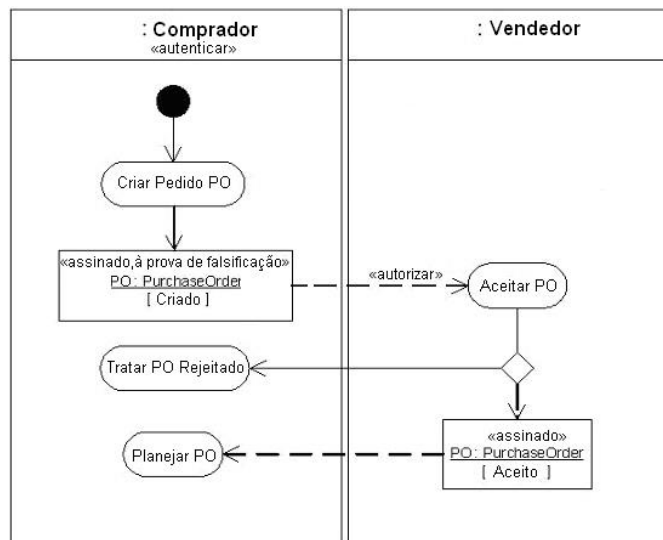 : Comprador
«autenticar»
: Vendedor
Criar Pedido PO
«assinado,à prova de falsificação»
PO: PurchaseOrder
[ Criado ]
«autorizar»
Aceitar PO
Tratar PO Rejeitado
«assinado»
PO: PurchaseOrder
[ Aceito ]
Planejar PO